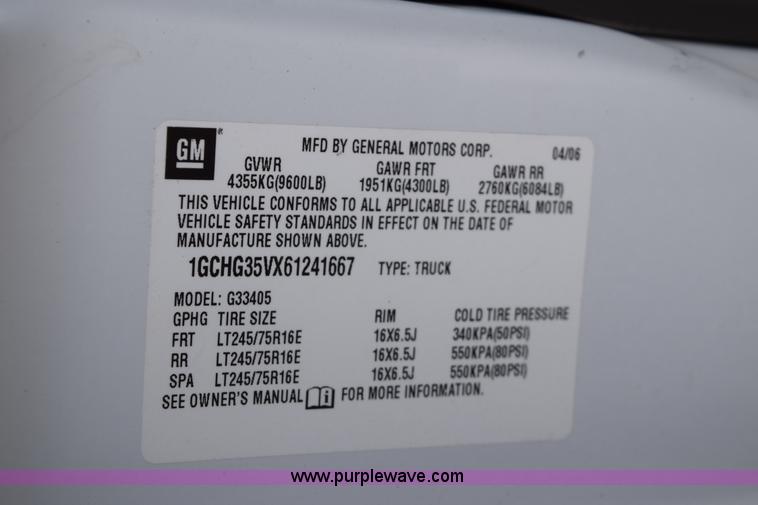 GM® MFD BY GENERAL MOTORS CORP. 04/06
GVWR GAWR FRT GAWR RR
4355KG(9600LB) 1951KG(4300LB) 2760KG(6084LB)
THIS VEHICLE CONFORMS TO ALL APPLICABLE U.S. FEDERAL MOTOR
VEHICLE SAFETY STANDARDS IN EFFECT ON THE DATE OF
MANUFACTURE SHOWN ABOVE.
1GCHG35VX61241667 TYPE: TRUCK
MODEL: G33405
GPHG TIRE SIZE RIM COLD TIRE PRESSURE
FRT LT245/75R16E 16X6.5J 340KPA(50PSI)
RR LT245/75R16E 16X6.5J 550KPA(80PSI)
SPA LT245/75R16E 16X6.5J 550KPA(80PSI)
SEE OWNER'S MANUAL i FOR MORE INFORMATION.
www.purplewave.com